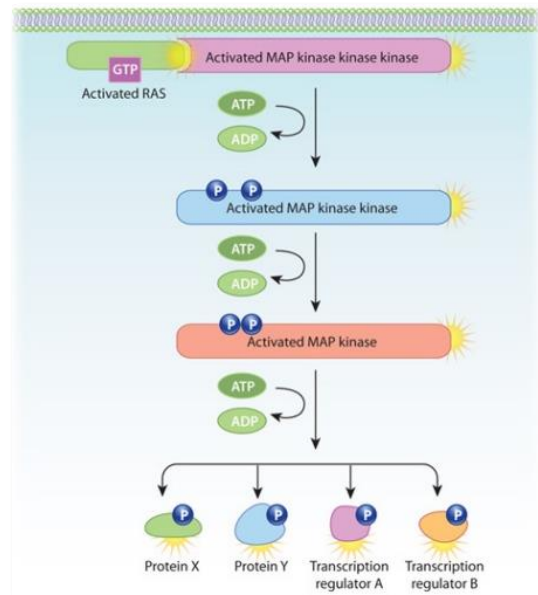 Activated MAP kinase kinase kinase
GTP
Activated RAS
ATP
ADP
P P
Activated MAP kinase kinase
ATP
ADP
P P
Activated MAP kinase
ATP
ADP
P P P P
Protein X Protein Y Transcription Transcription
regulator A regulator B